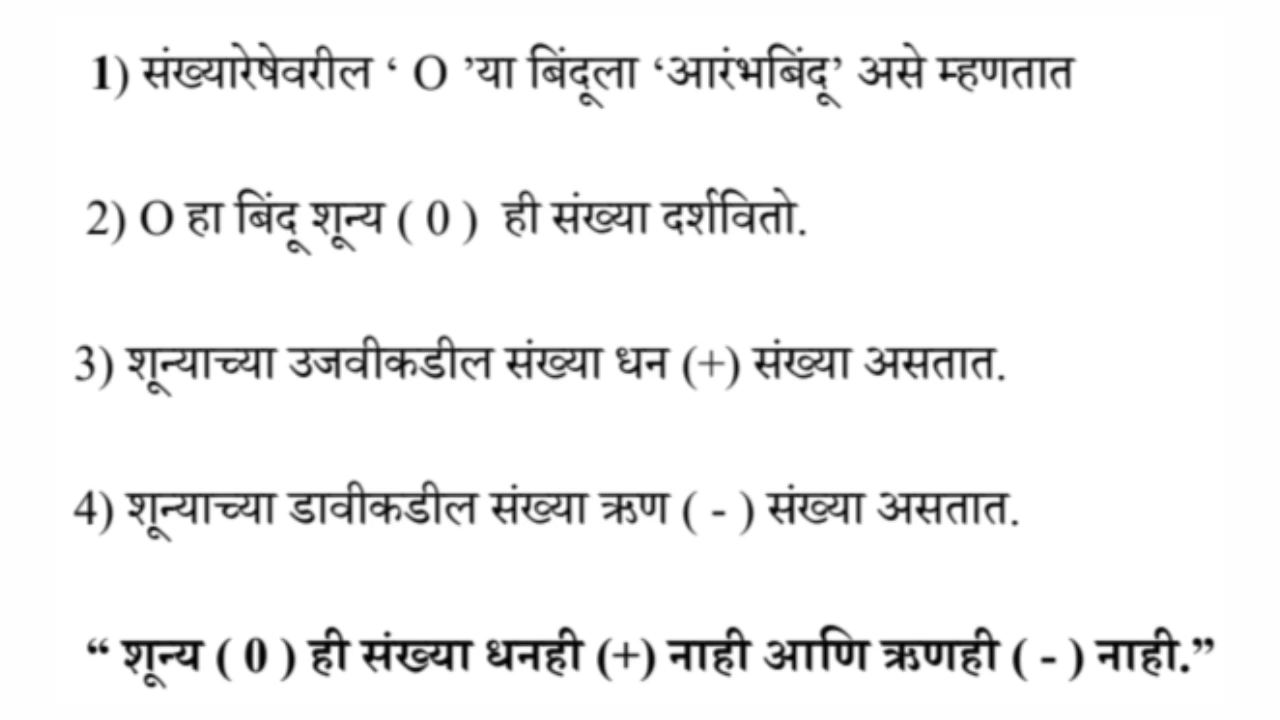 1) संख्यारेषेवरील ‘ O ’या बिंदूला ‘आरंभबिंदू’ असे म्हणतात
2) O हा बिंदू शून्य ( 0 ) ही संख्या दर्शवितो.
3) शून्याच्या उजवीकडील संख्या धन (+) संख्या असतात.
4) शून्याच्या डावीकडील संख्या ऋण ( - ) संख्या असतात.
“ शून्य ( 0 ) ही संख्या धनही (+) नाही आणि ऋणही ( - ) नाही.”